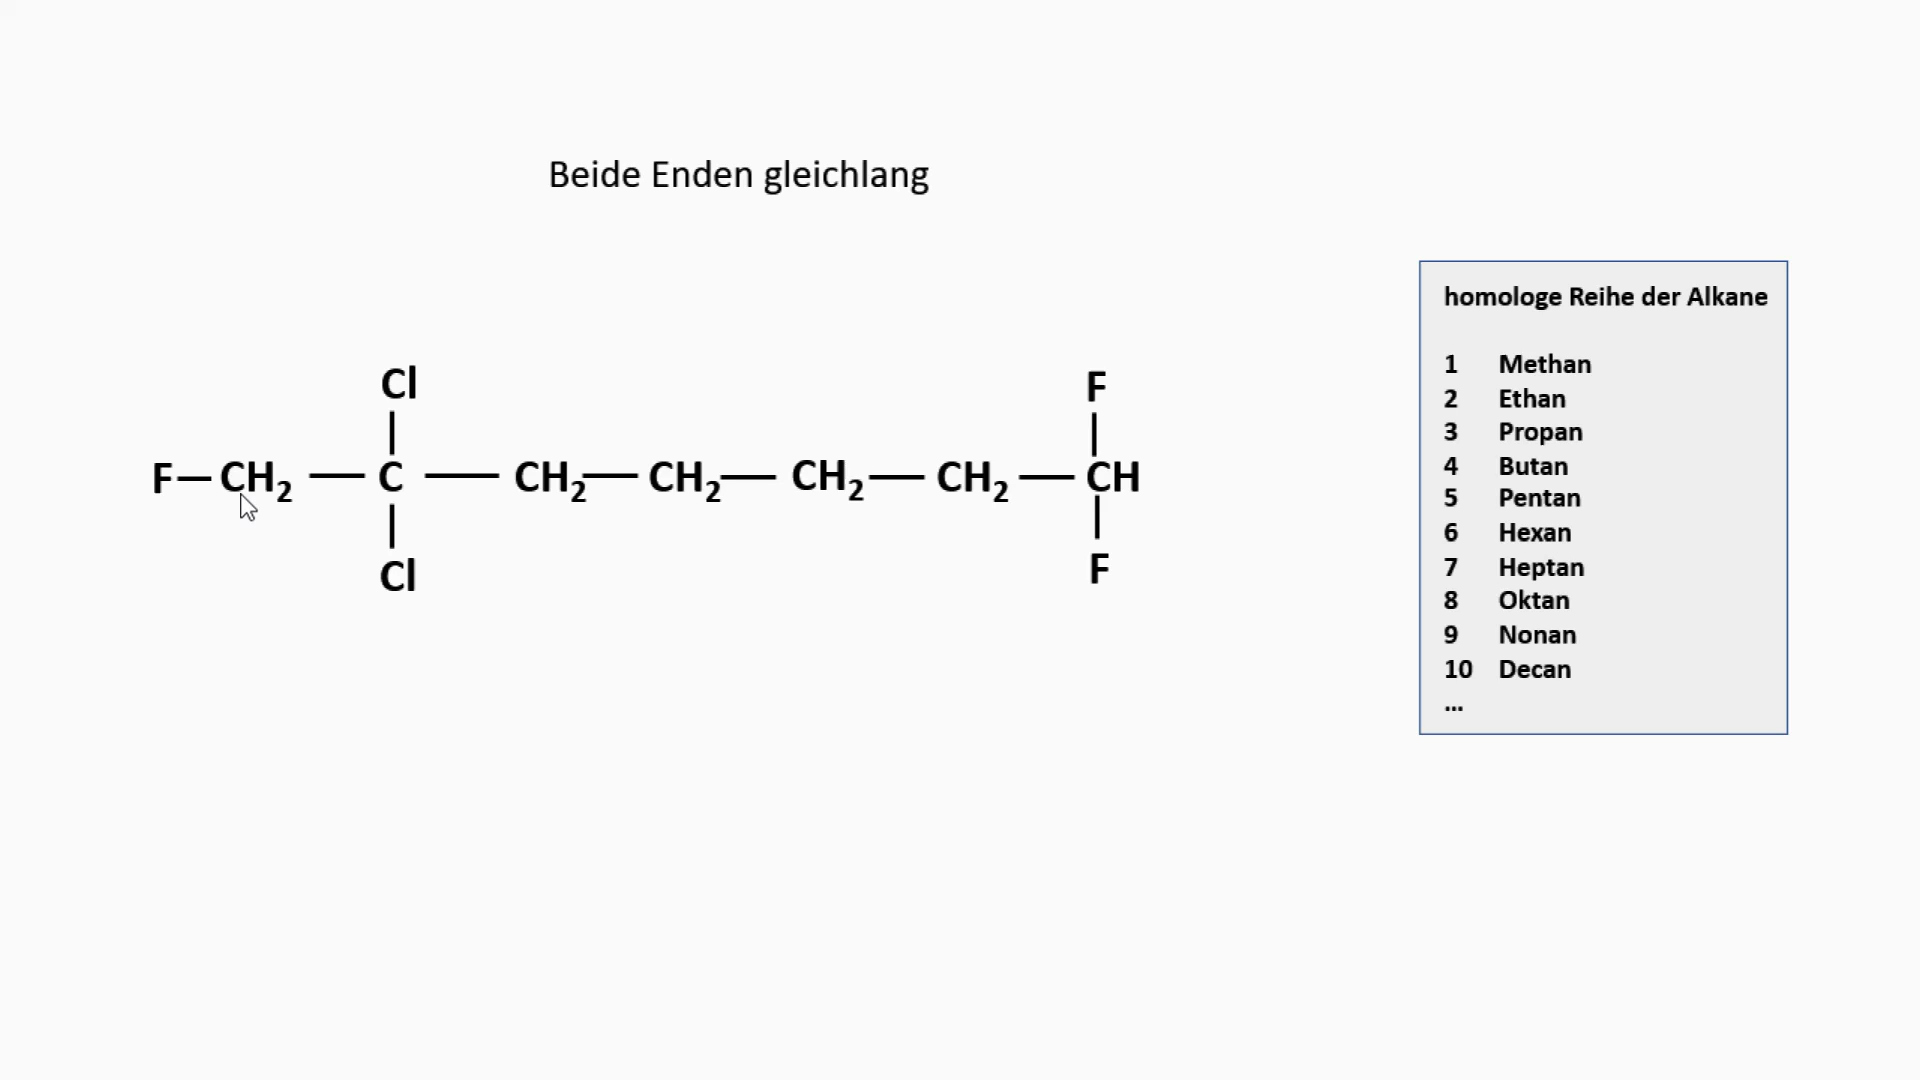 Beide Enden gleichlang
Cl F
F—CH₂—C—CH₂—CH₂—CH₂—CH₂—CH
Cl F
homologe Reihe der Alkane
1 Methan
2 Ethan
3 Propan
4 Butan
5 Pentan
6 Hexan
7 Heptan
8 Oktan
9 Nonan
10 Decan
...